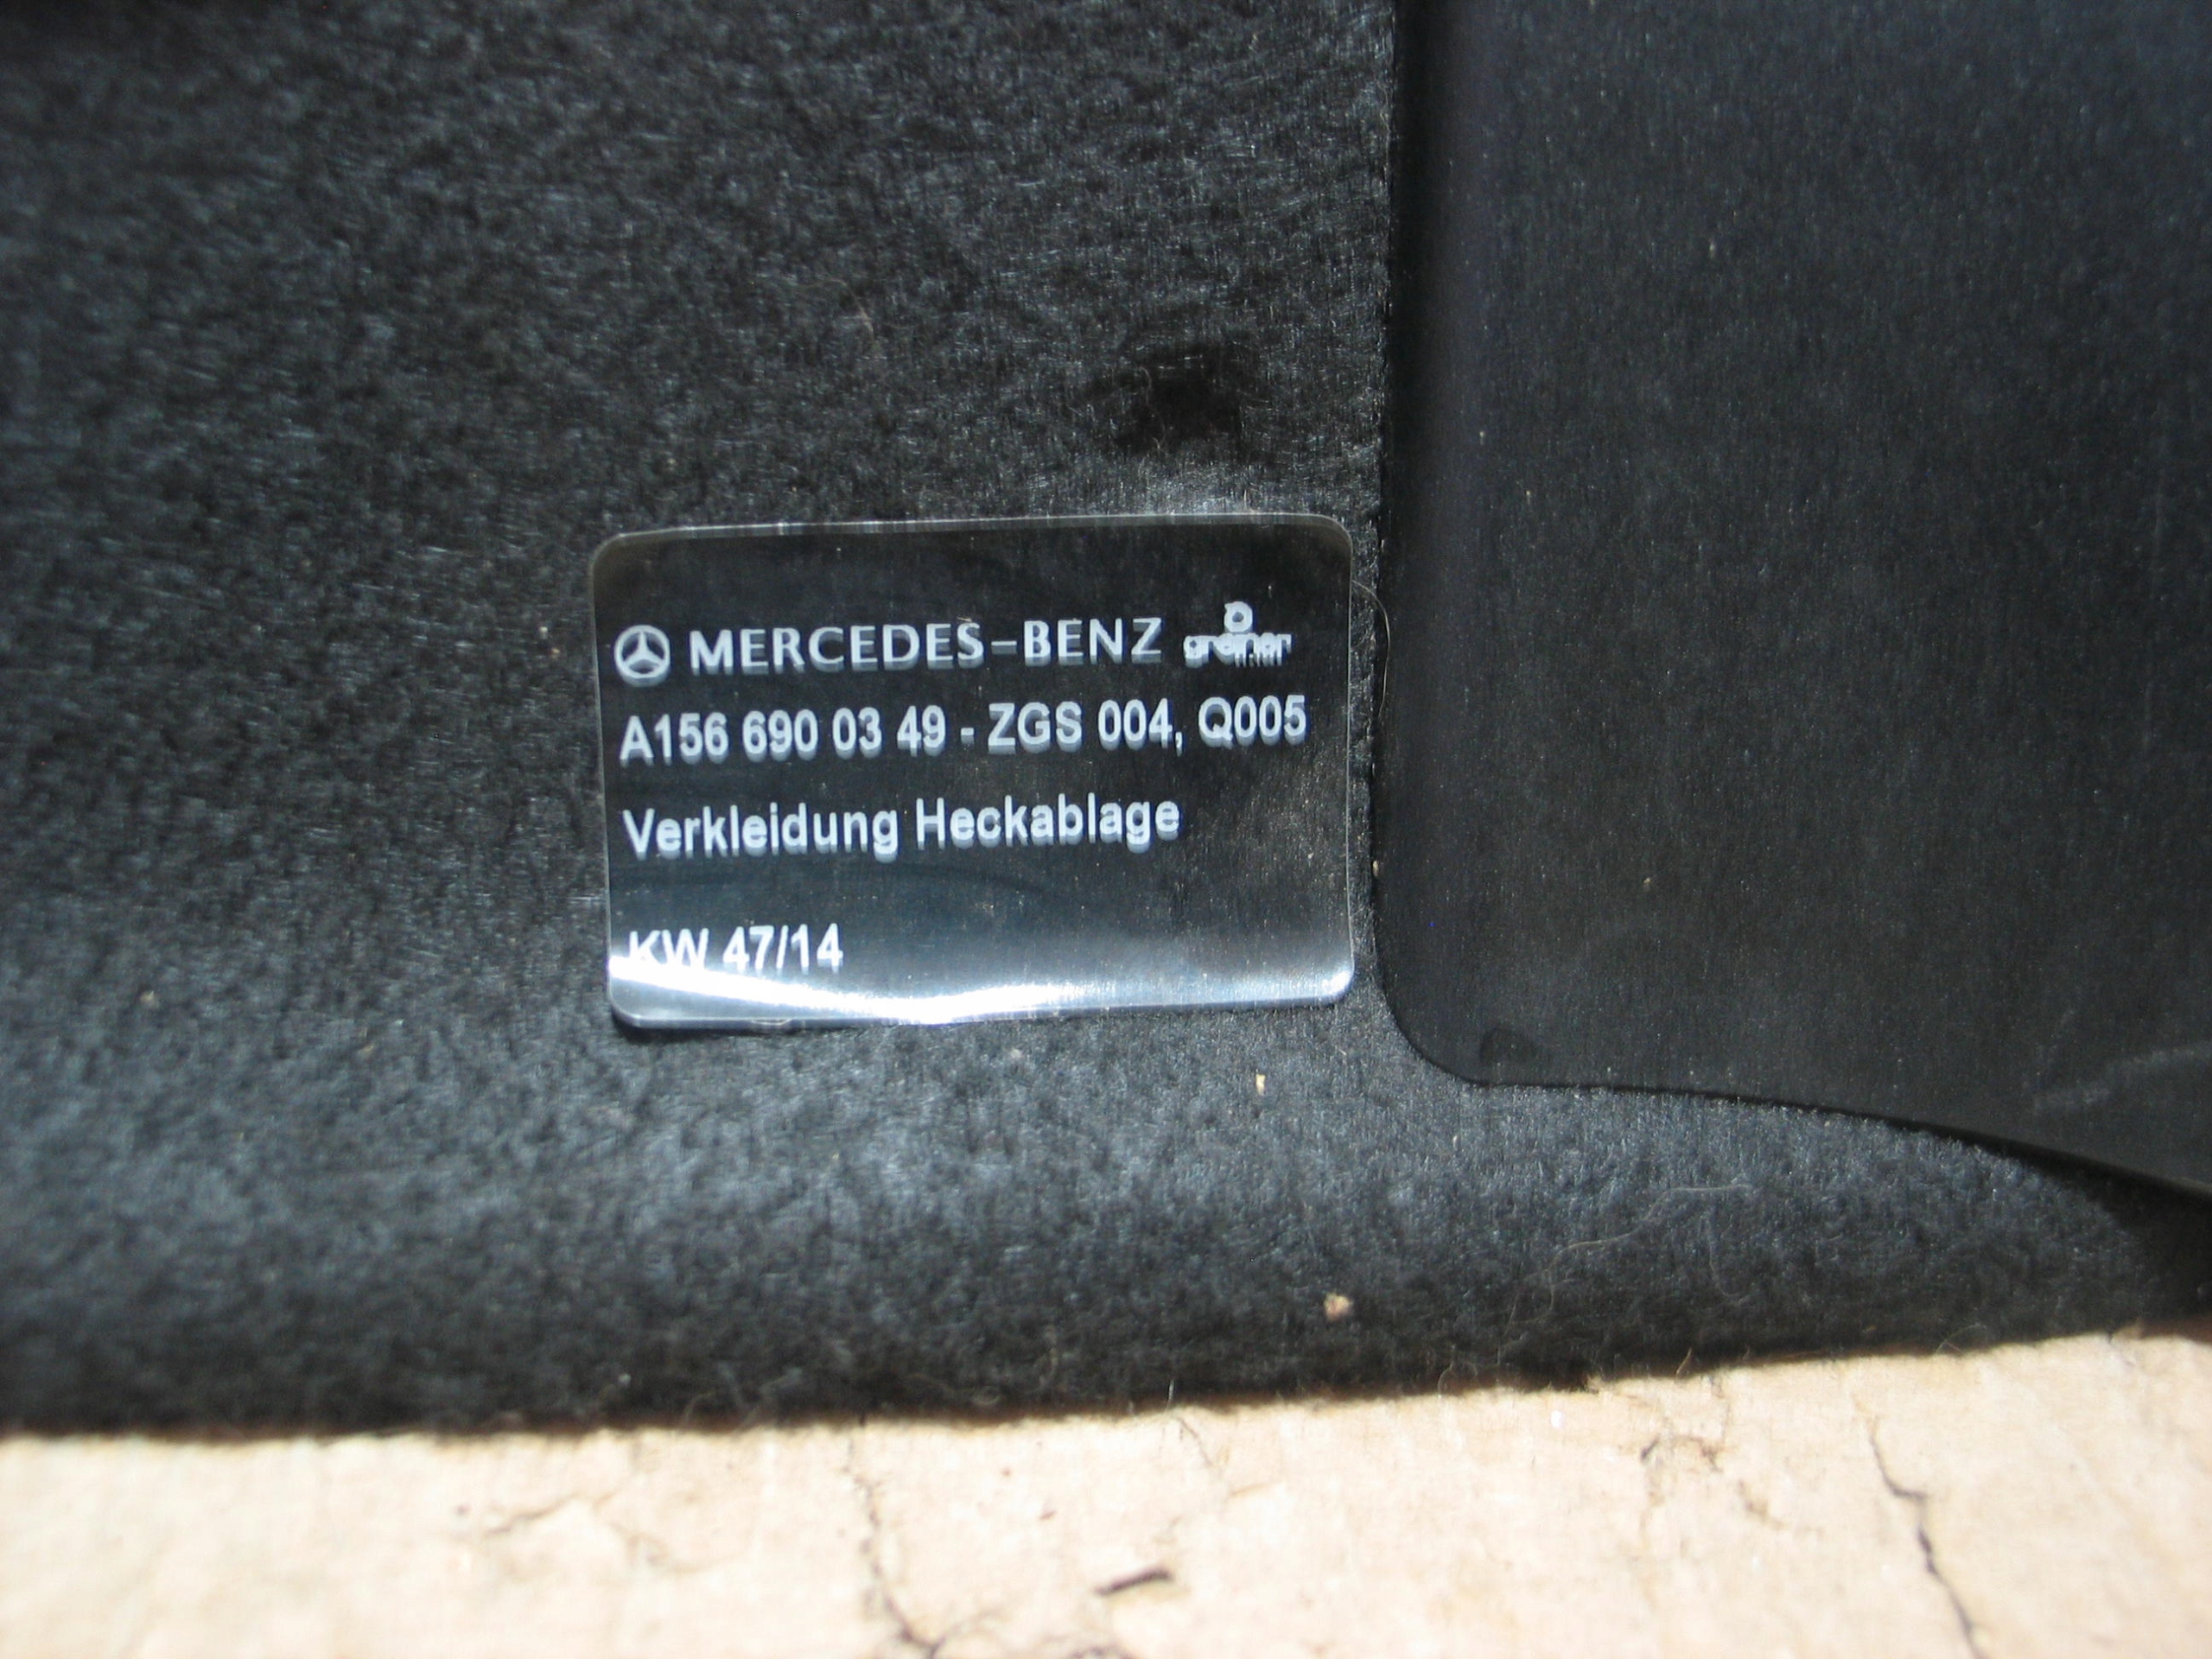 MERCEDES-BENZ greiner
A156 690 03 49 - ZGS 004, Q005
Verkleidung Heckablage
KW 47/14